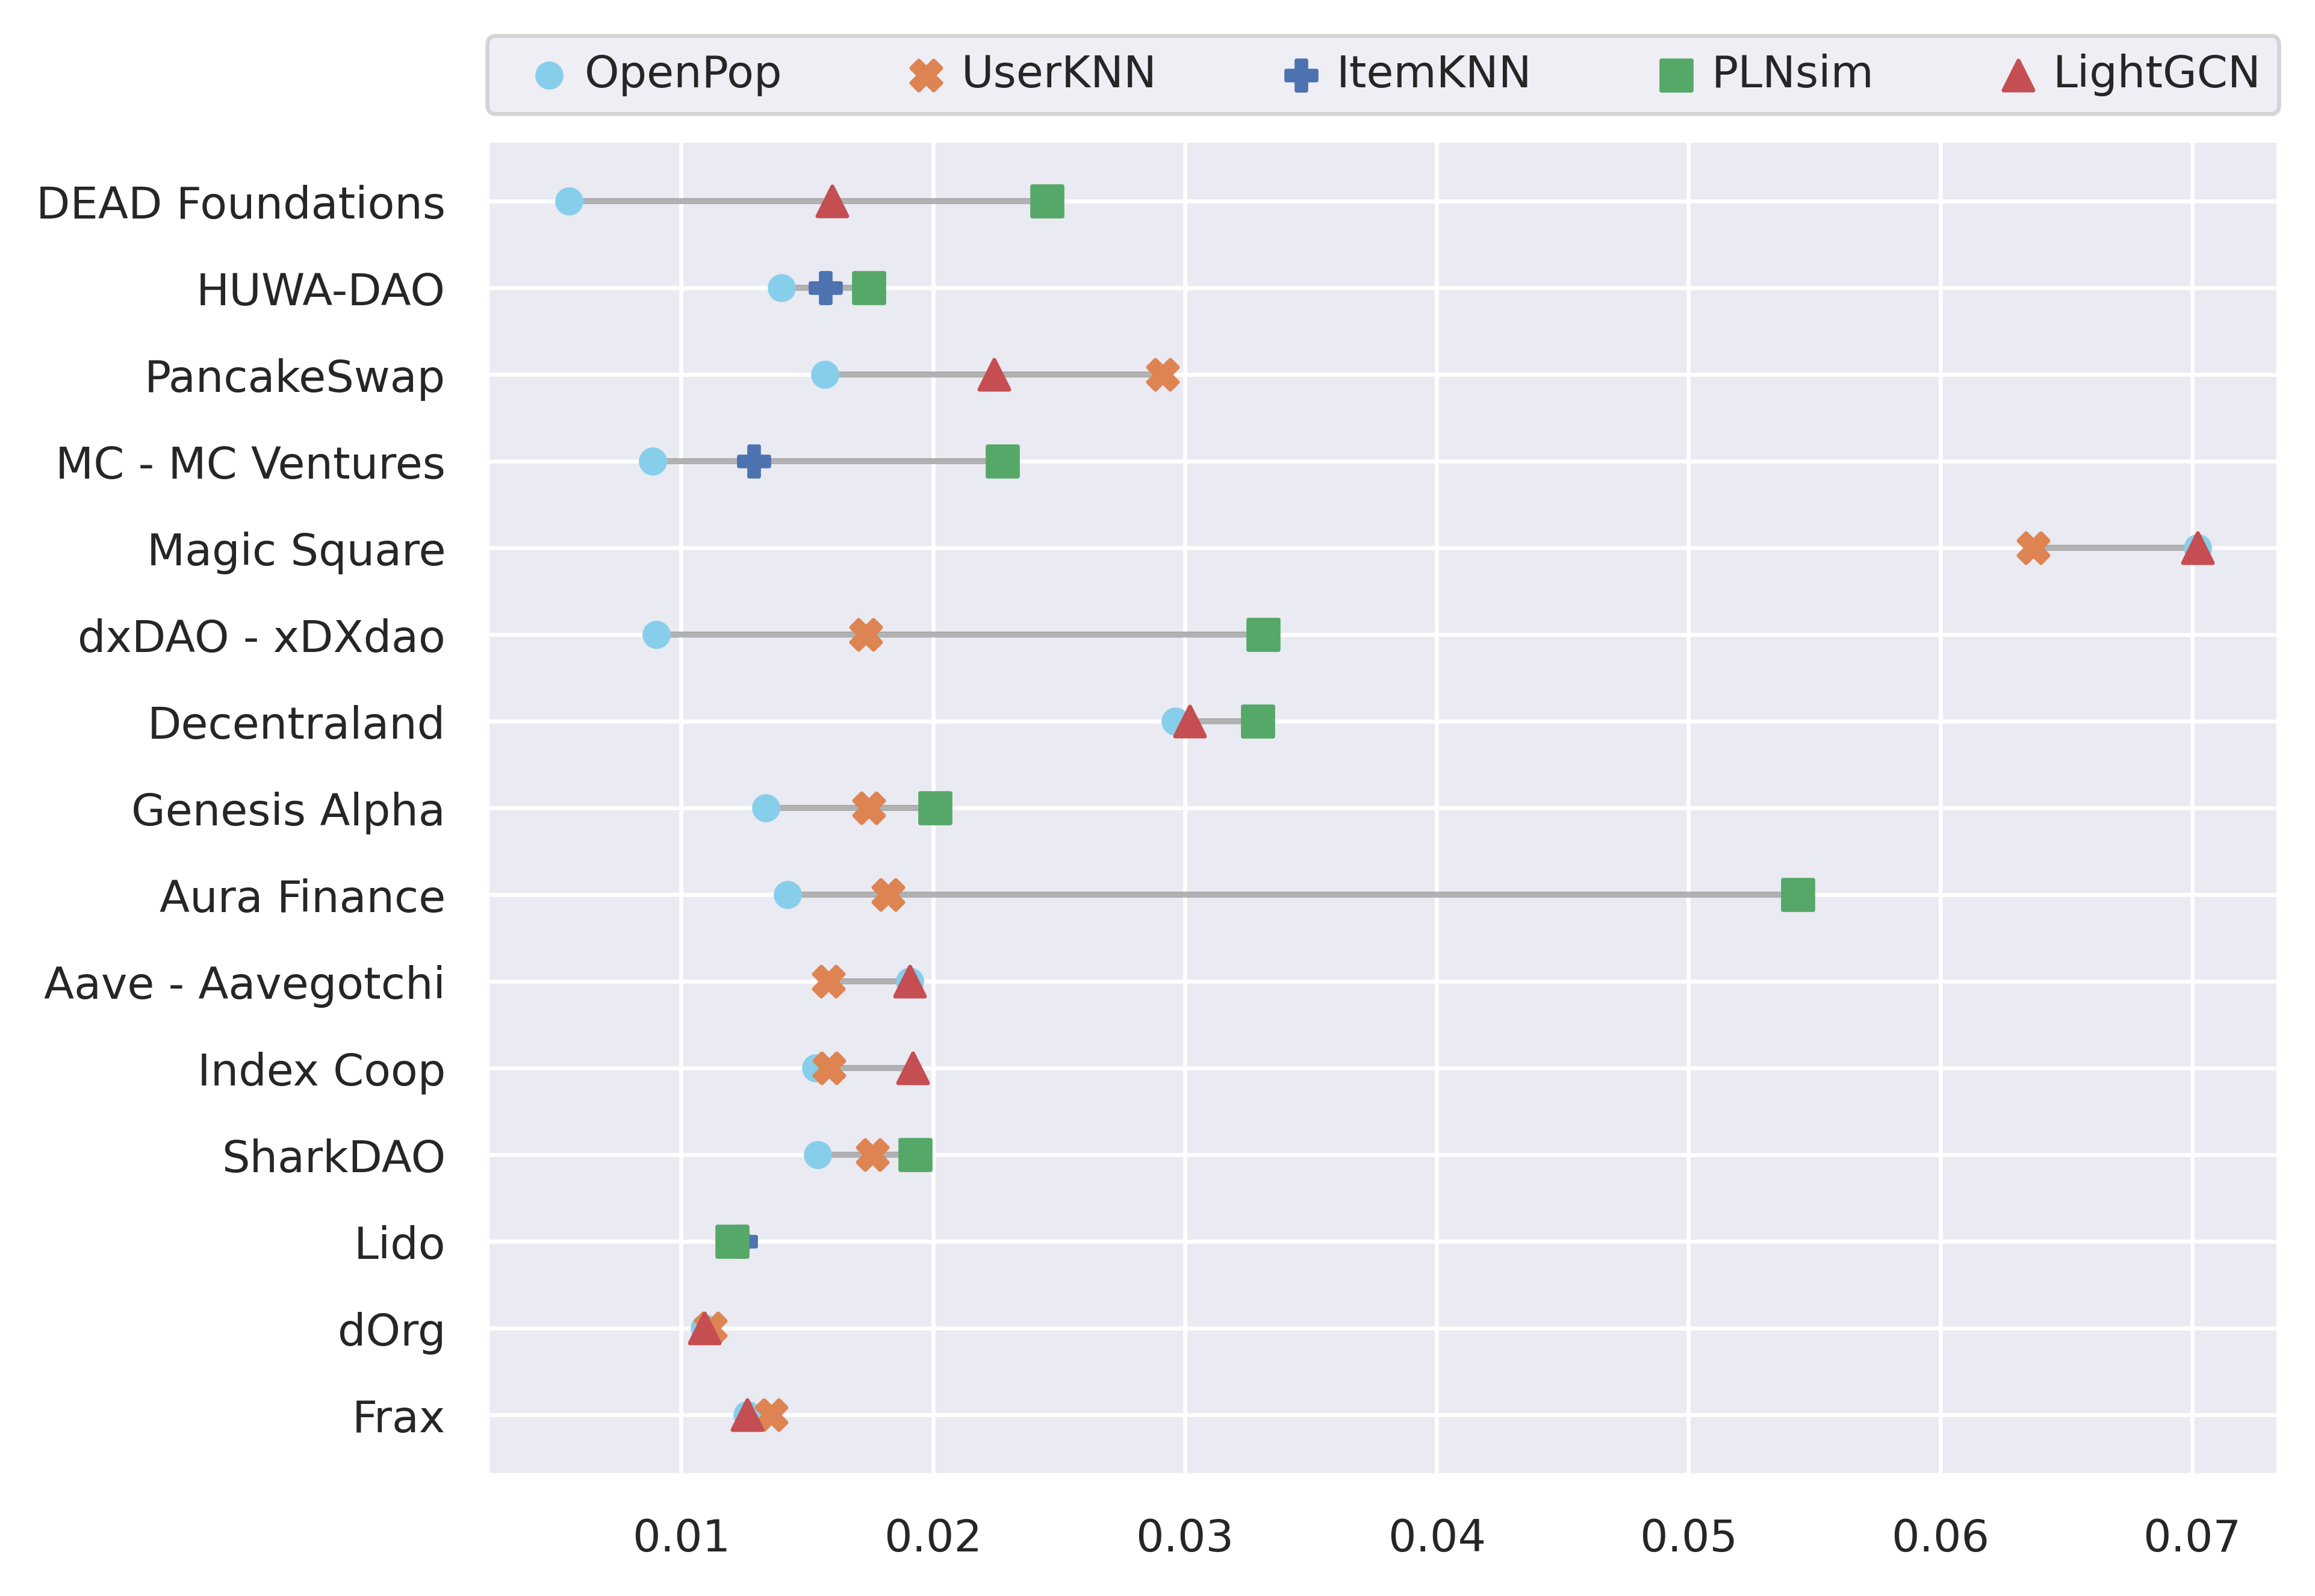 OpenPop UserKNN ItemKNN PLNsim LightGCN
DEAD Foundations
HUWA-DAO
PancakeSwap
MC - MC Ventures
Magic Square
dxDAO - xDXdao
Decentraland
Genesis Alpha
Aura Finance
Aave - Aavegotchi
Index Coop
SharkDAO
Lido
dOrg
Frax
0.01 0.02 0.03 0.04 0.05 0.06 0.07